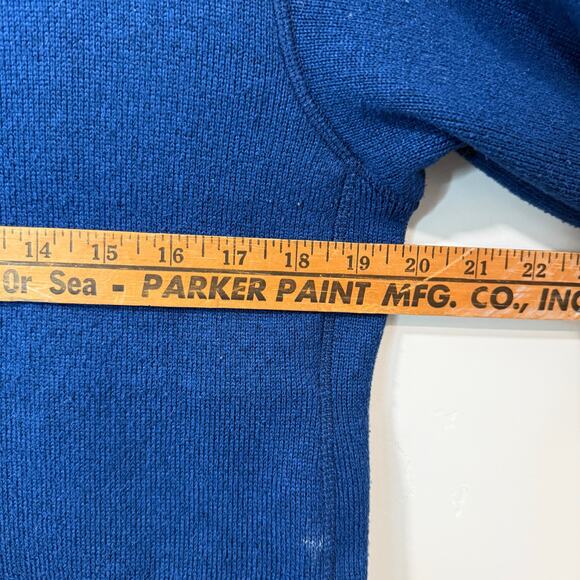 14 15 16 17 18 19 20 21 22
Or Sea - PARKER PAINT MFG. CO., INC